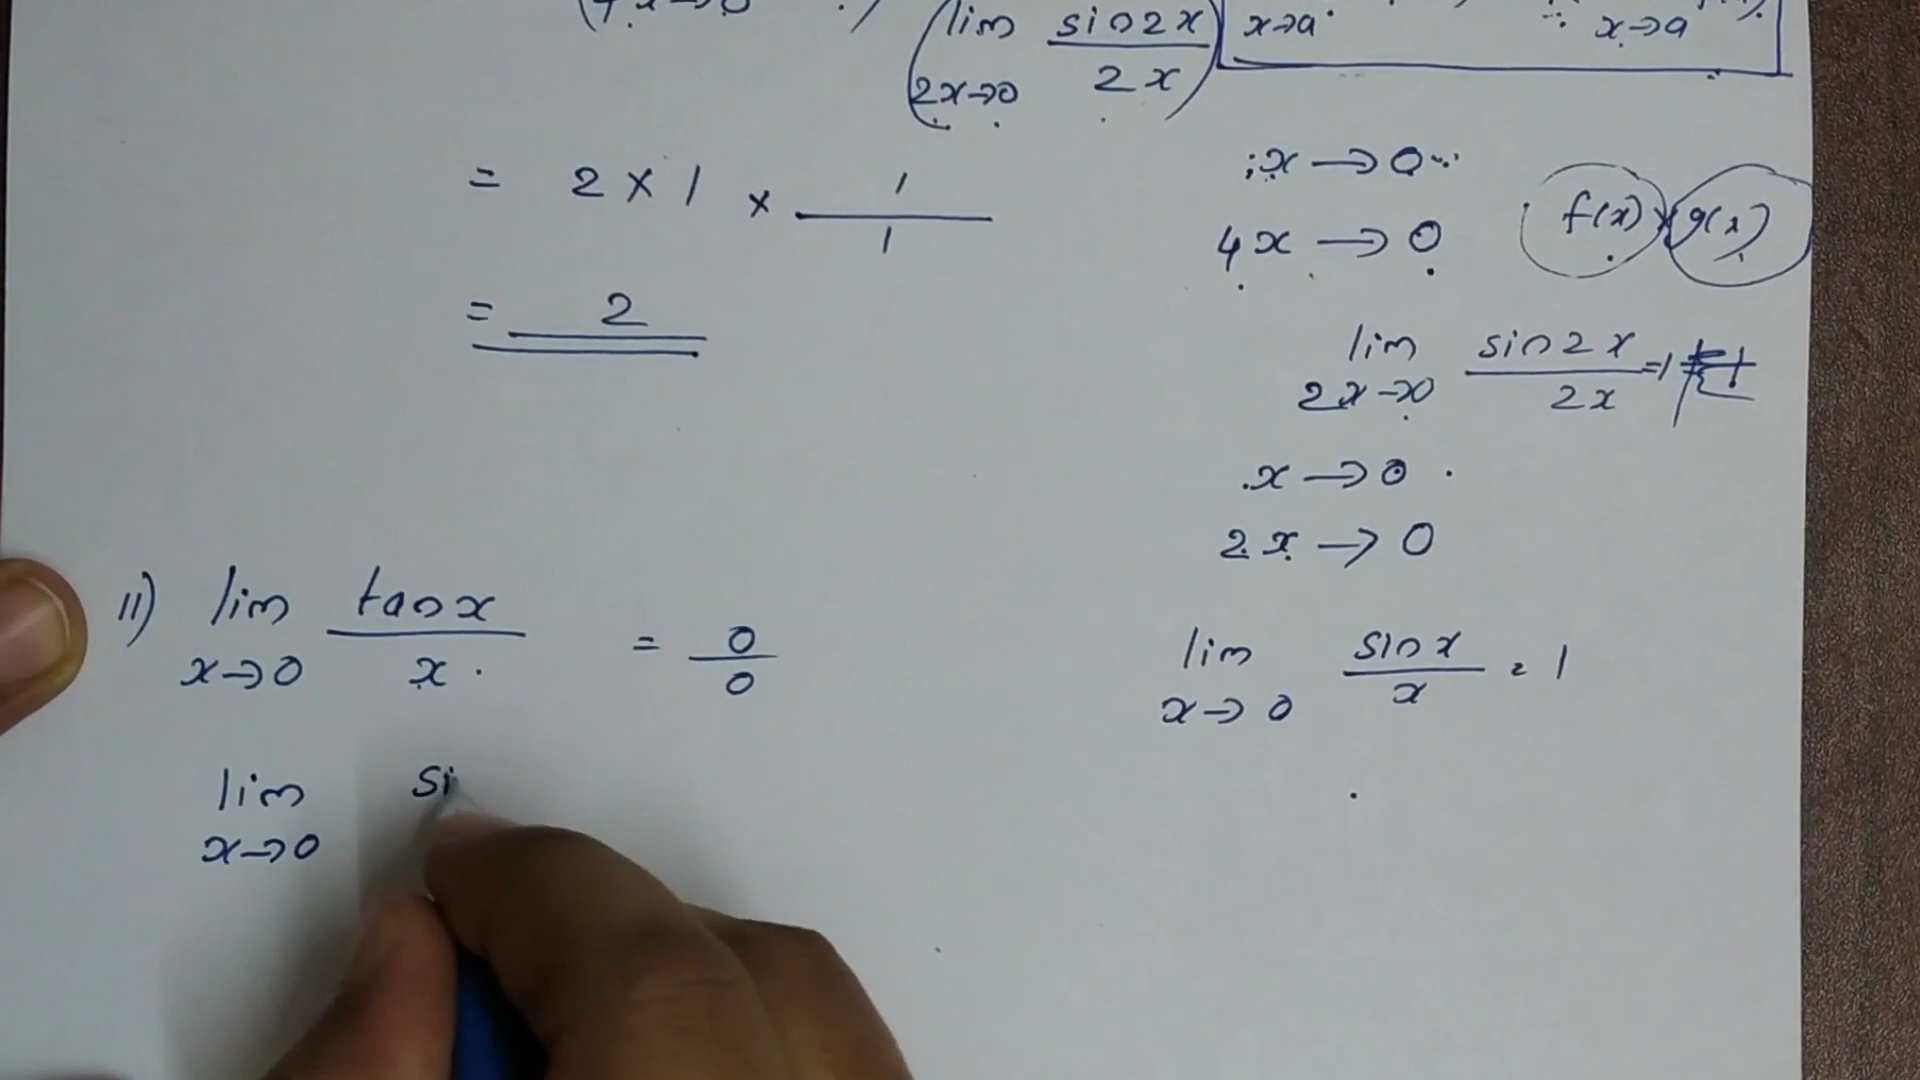 lim sin2x
2x→0 2x
x→a x→a
= 2 × 1 × 1
1
= 2
x → 0
4x → 0
f(x) × g(x)
lim sin2x = 1
2x→0 2x
x → 0
2x → 0
ii) lim tanx = 0
x→0 x 0
lim sinx = 1
x→0 x
lim si
x→0